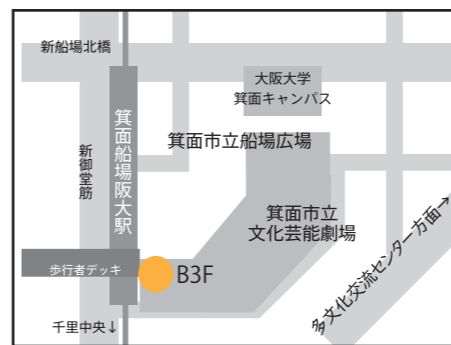 新船場北橋
大阪大学
箕面キャンパス
箕面市立船場広場
箕面船場阪大駅
新御堂筋
箕面市立
文化芸能劇場
歩行者デッキ
B3F
多文化交流センター方面→
千里中央↓